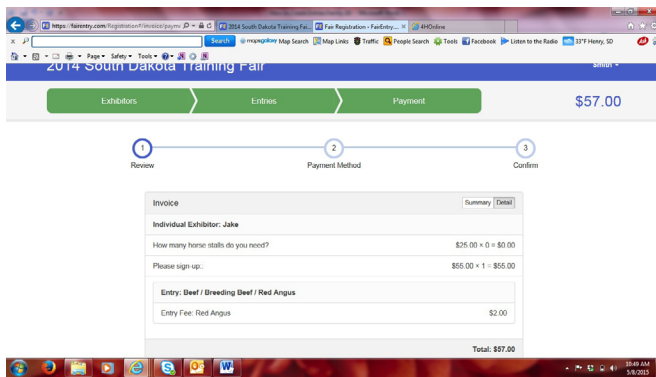 https://fairentry.com/Registration#/invoice/payme
2014 South Dakota Training Fai...
Fair Registration - FairEntry....
4HOnline
Search
mapsgalaxy Map Search
Map Links
Traffic
People Search
Tools
Facebook
Listen to the Radio
33°F Henry, SD
Page
Safety
Tools
2014 South Dakota Training Fair
Smith
Exhibitors
Entries
Payment
$57.00
1
2
3
Review
Payment Method
Confirm
Invoice
Summary
Detail
Individual Exhibitor: Jake
How many horse stalls do you need?
$25.00 × 0 = $0.00
Please sign-up:
$55.00 × 1 = $55.00
Entry: Beef / Breeding Beef / Red Angus
Entry Fee: Red Angus
$2.00
Total: $57.00
10:49 AM
5/8/2015